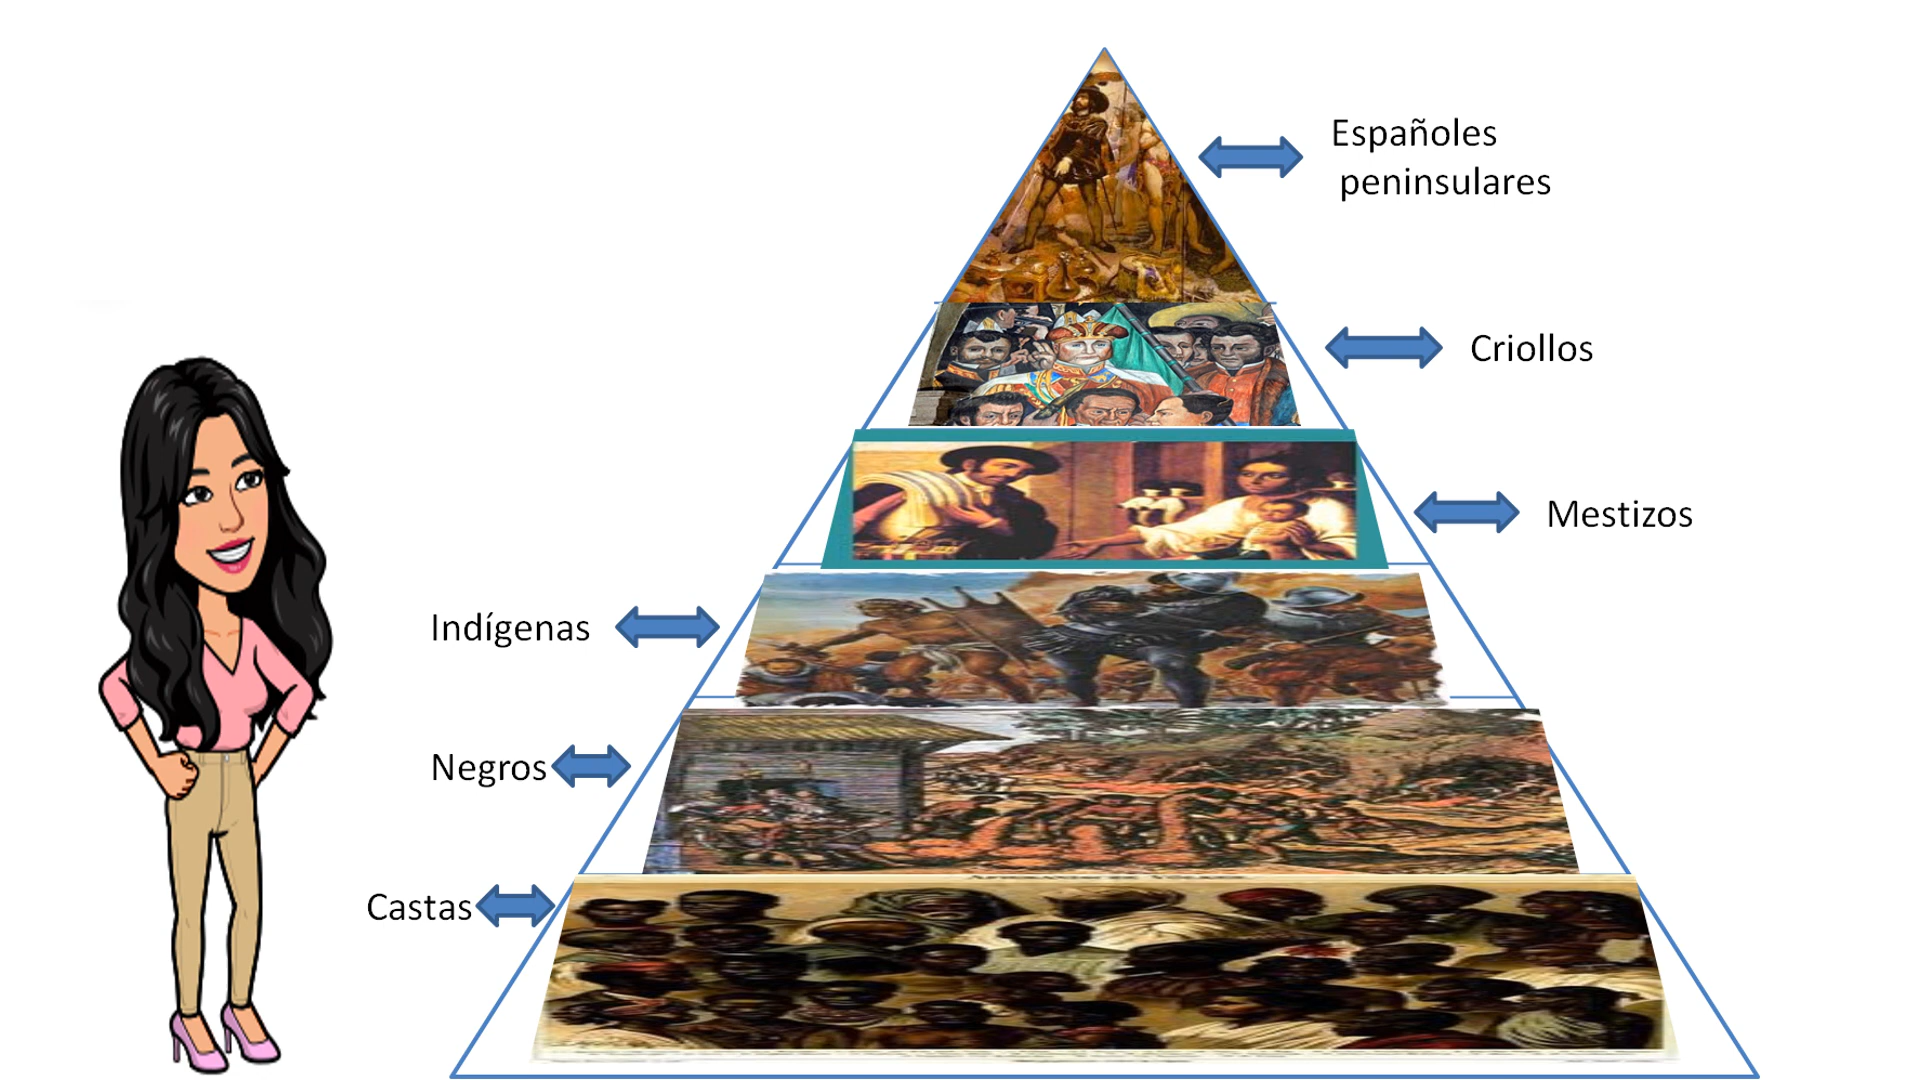 Españoles
peninsulares
Criollos
Mestizos
Indígenas
Negros
Castas